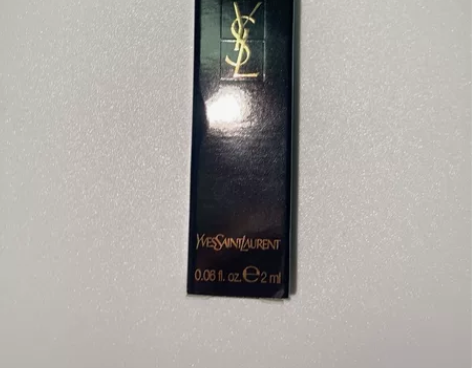 YSL
YVESSAINTLAURENT
0.06 fl. oz. ℮ 2 ml